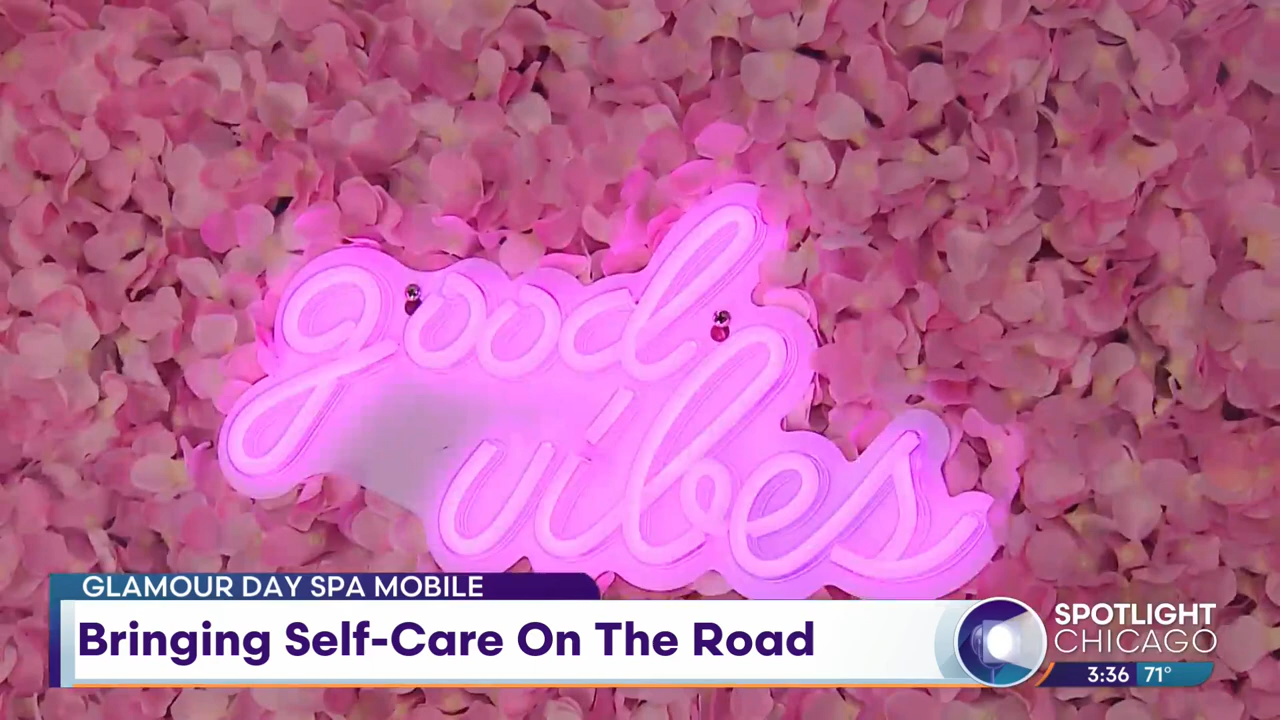 good
vibes
GLAMOUR DAY SPA MOBILE
Bringing Self-Care On The Road
SPOTLIGHT
CHICAGO
3:36 71°